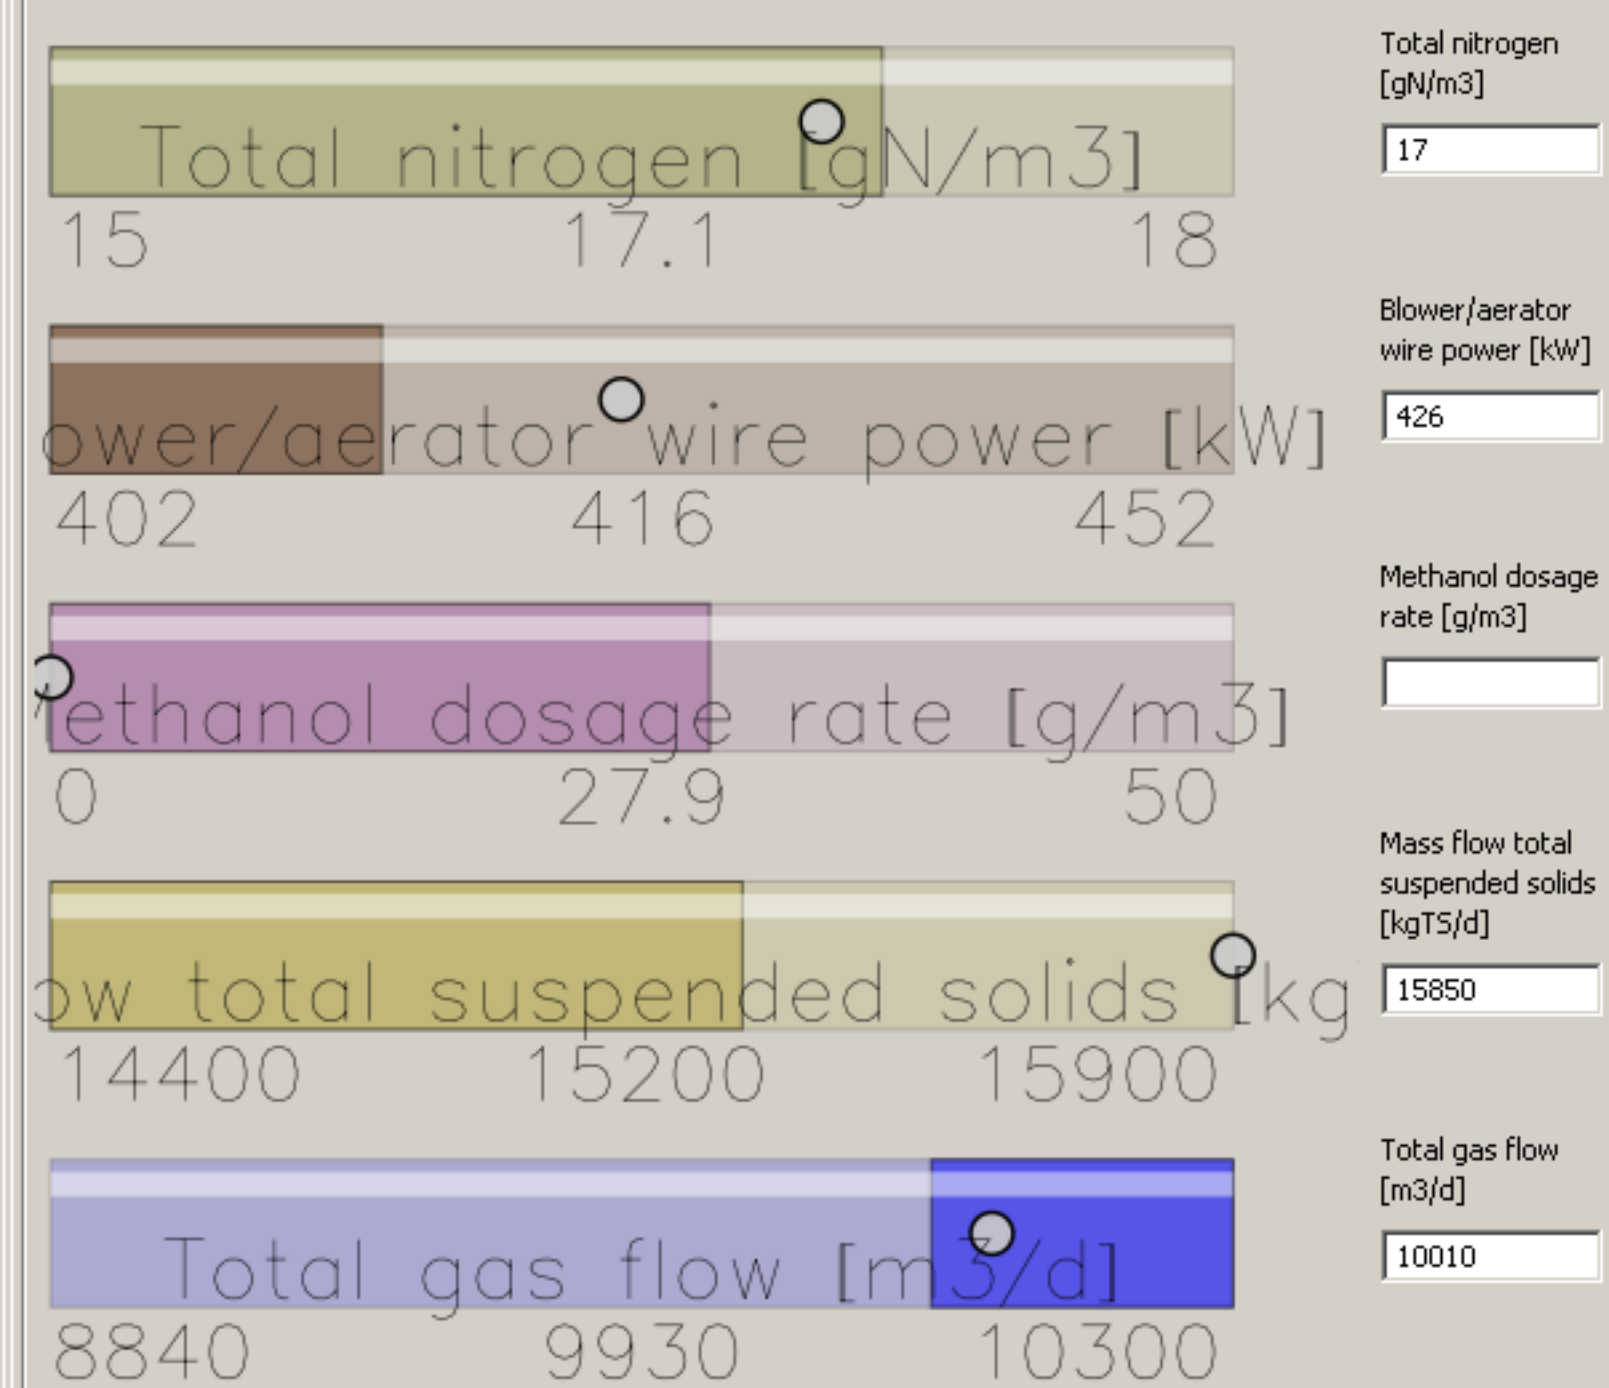 Total nitrogen [gN/m3]
15 17.1 18
Total nitrogen
[gN/m3]
17
ower/aerator wire power [kW]
402 416 452
Blower/aerator
wire power [kW]
426
ethanol dosage rate [g/m3]
0 27.9 50
Methanol dosage
rate [g/m3]
ow total suspended solids [kg
14400 15200 15900
Mass flow total
suspended solids
[kgTS/d]
15850
Total gas flow [m3/d]
8840 9930 10300
Total gas flow
[m3/d]
10010